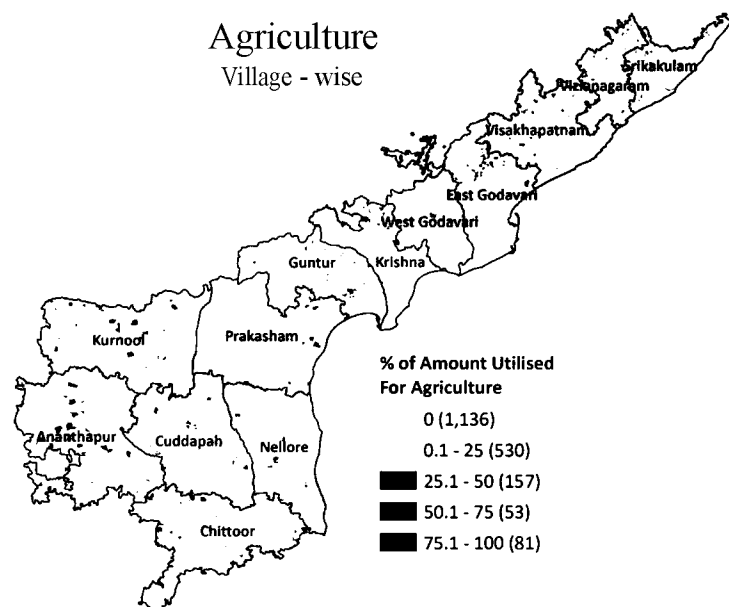 Agriculture
Village - wise
Srikakulam
Vizianagaram
Visakhapatnam
East Godavari
West Godavari
Krishna
Guntur
Prakasham
Kurnool
Ananthapur
Cuddapah
Nellore
Chittoor
% of Amount Utilised
For Agriculture
0 (1,136)
0.1 - 25 (530)
25.1 - 50 (157)
50.1 - 75 (53)
75.1 - 100 (81)